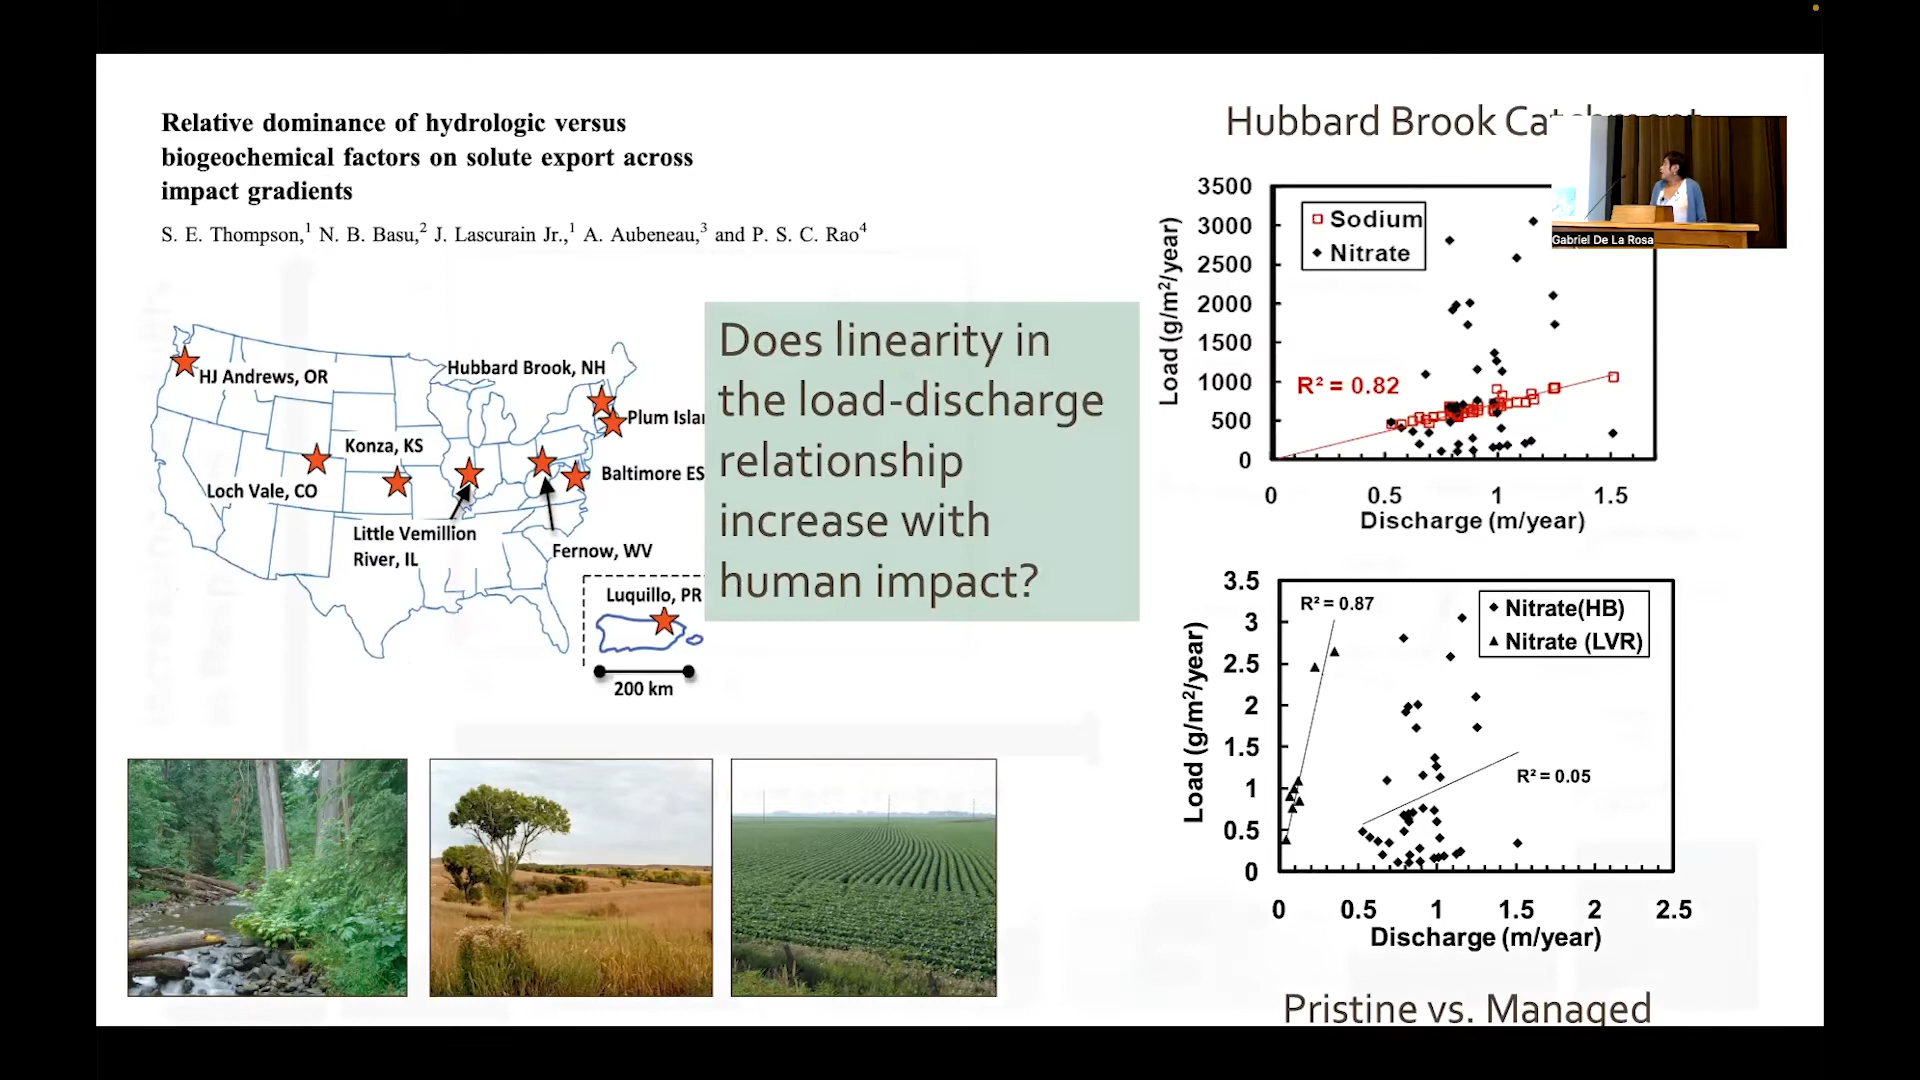 Relative dominance of hydrologic versus
biogeochemical factors on solute export across
impact gradients
S. E. Thompson,¹ N. B. Basu,² J. Lascurain Jr.,¹ A. Aubeneau,³ and P. S. C. Rao⁴
HJ Andrews, OR
Hubbard Brook, NH
Plum Islan
Konza, KS
Baltimore ES
Loch Vale, CO
Little Vemillion
River, IL
Fernow, WV
Luquillo, PR
200 km
Does linearity in
the load-discharge
relationship
increase with
human impact?
Hubbard Brook Catchment
Gabriel De La Rosa
Load (g/m²/year)
3500
3000
2500
2000
1500
1000
500
0
Sodium
Nitrate
R² = 0.82
0 0.5 1 1.5
Discharge (m/year)
Load (g/m²/year)
3.5
3
2.5
2
1.5
1
0.5
0
R² = 0.87
Nitrate(HB)
Nitrate (LVR)
R² = 0.05
0 0.5 1 1.5 2 2.5
Discharge (m/year)
Pristine vs. Managed